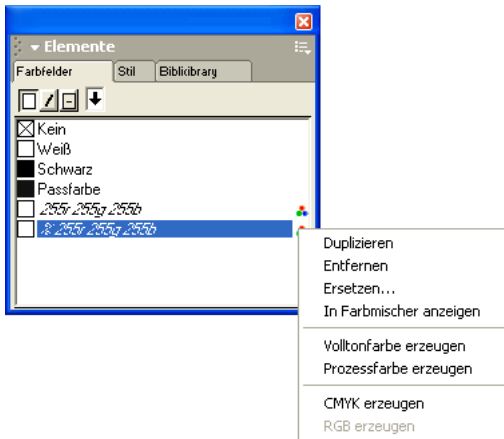 Elemente
Farbfelder Stil Biblicibrary
Kein
Weiß
Schwarz
Passfarbe
255r 255g 255b
255r 255g 255b
Duplizieren
Entfernen
Ersetzen...
In Farbmischer anzeigen
Volltonfarbe erzeugen
Prozessfarbe erzeugen
CMYK erzeugen
RGB erzeugen